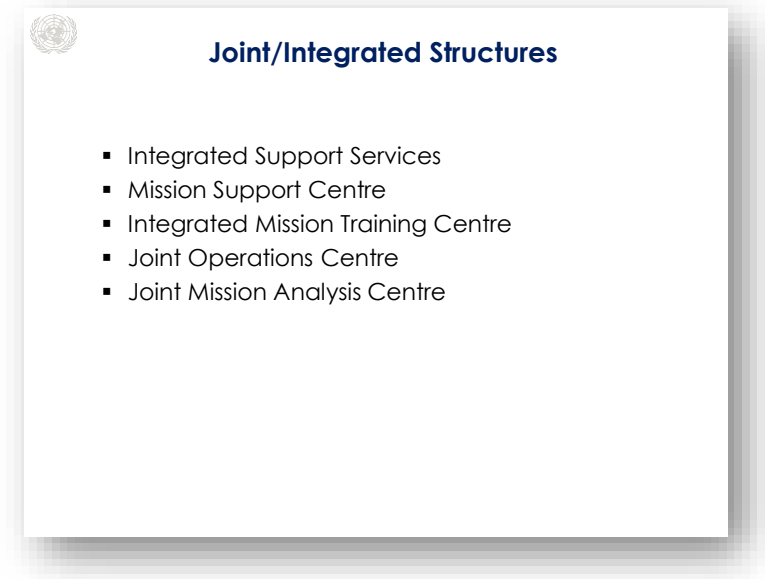 Joint/Integrated Structures
▪ Integrated Support Services
▪ Mission Support Centre
▪ Integrated Mission Training Centre
▪ Joint Operations Centre
▪ Joint Mission Analysis Centre